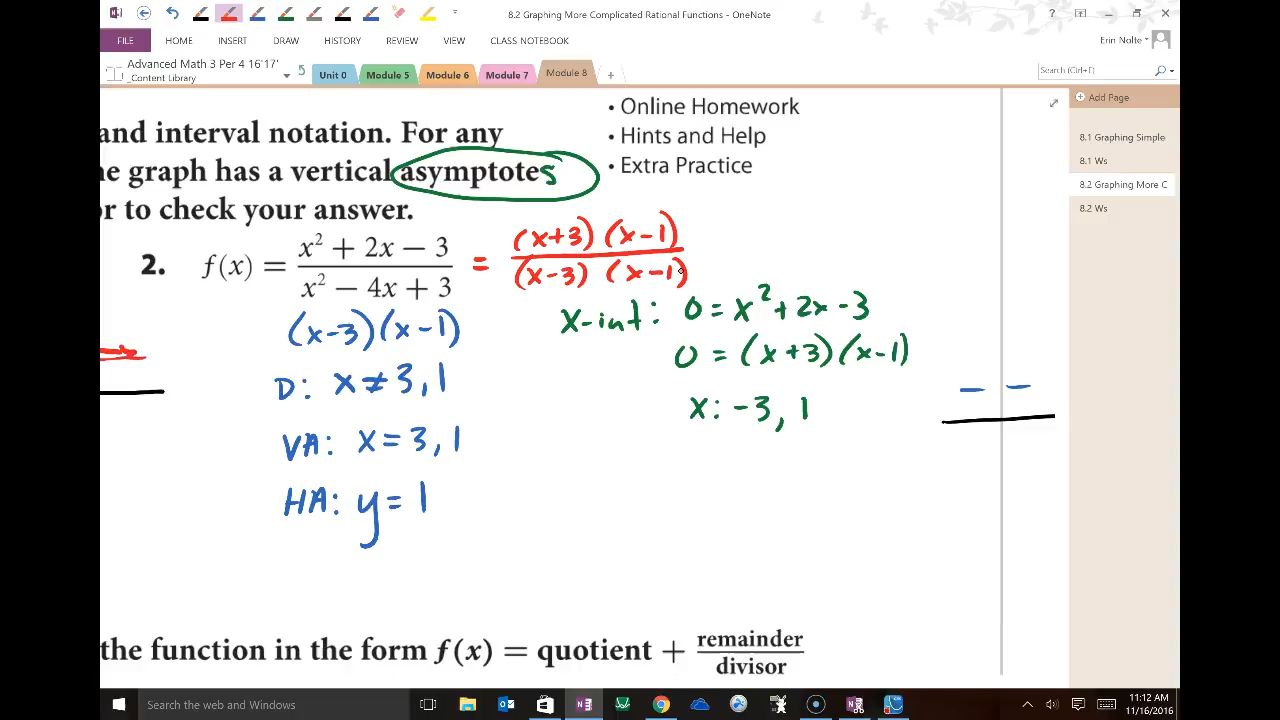 8.2 Graphing More Complicated Rational Functions - OneNote
FILE HOME INSERT DRAW HISTORY REVIEW VIEW CLASS NOTEBOOK
Erin Nolte
Advanced Math 3 Per 4 16'17'
_Content Library
5
Unit 0 Module 5 Module 6 Module 7 Module 8 +
Search (Ctrl+E)
Add Page
8.1 Graphing Simple
8.1 Ws
8.2 Graphing More C
8.2 Ws
• Online Homework
• Hints and Help
• Extra Practice
and interval notation. For any
e graph has a vertical asymptotes
or to check your answer.
2. f(x) = x² + 2x − 3 / x² − 4x + 3 = (x+3)(x-1) / (x-3)(x-1)
(x-3)(x-1)
D: x ≠ 3, 1
VA: x = 3, 1
HA: y = 1
X-int: 0 = x² + 2x - 3
0 = (x+3)(x-1)
x: -3, 1
the function in the form f(x) = quotient + remainder / divisor
Search the web and Windows
11:12 AM
11/16/2016